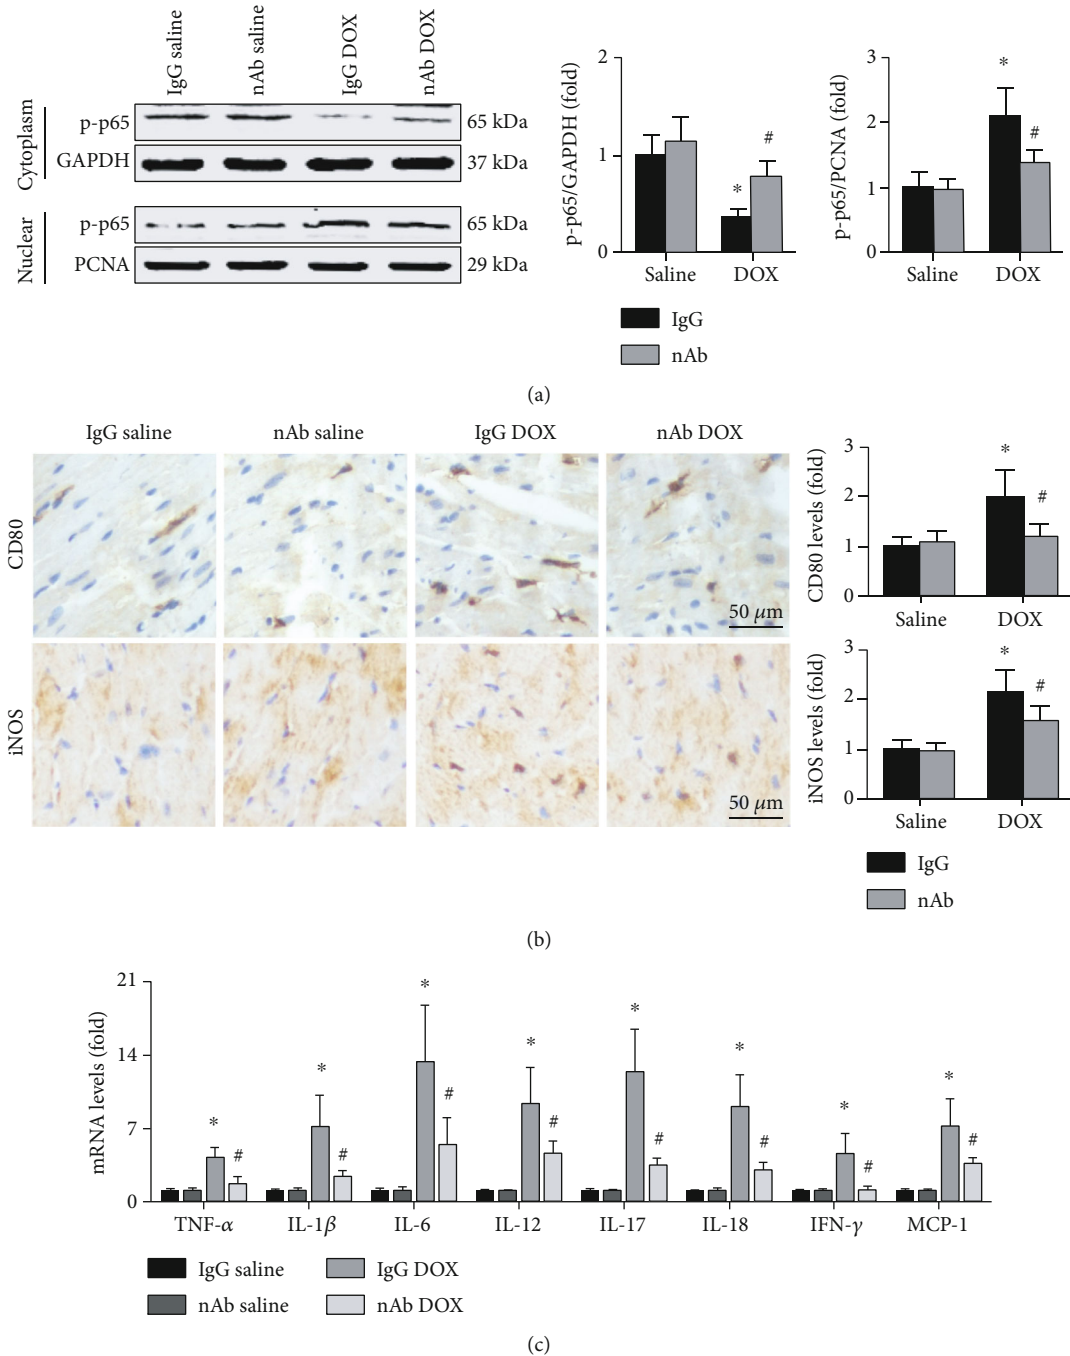 IgG saline
nAb saline
IgG DOX
nAb DOX
Cytoplasm
p-p65
65 kDa
GAPDH
37 kDa
Nuclear
p-p65
65 kDa
PCNA
29 kDa
p-p65/GAPDH (fold)
2
1
0
*
#
Saline
DOX
p-p65/PCNA (fold)
3
2
1
0
*
#
Saline
DOX
IgG
nAb
(a)
IgG saline
nAb saline
IgG DOX
nAb DOX
CD80
50 μm
iNOS
50 μm
CD80 levels (fold)
3
2
1
0
*
#
Saline
DOX
iNOS levels (fold)
3
2
1
0
*
#
Saline
DOX
IgG
nAb
(b)
mRNA levels (fold)
21
14
7
0
* # * # * # * # * # * # * # * #
TNF-α IL-1β IL-6 IL-12 IL-17 IL-18 IFN-γ MCP-1
IgG saline
IgG DOX
nAb saline
nAb DOX
(c)